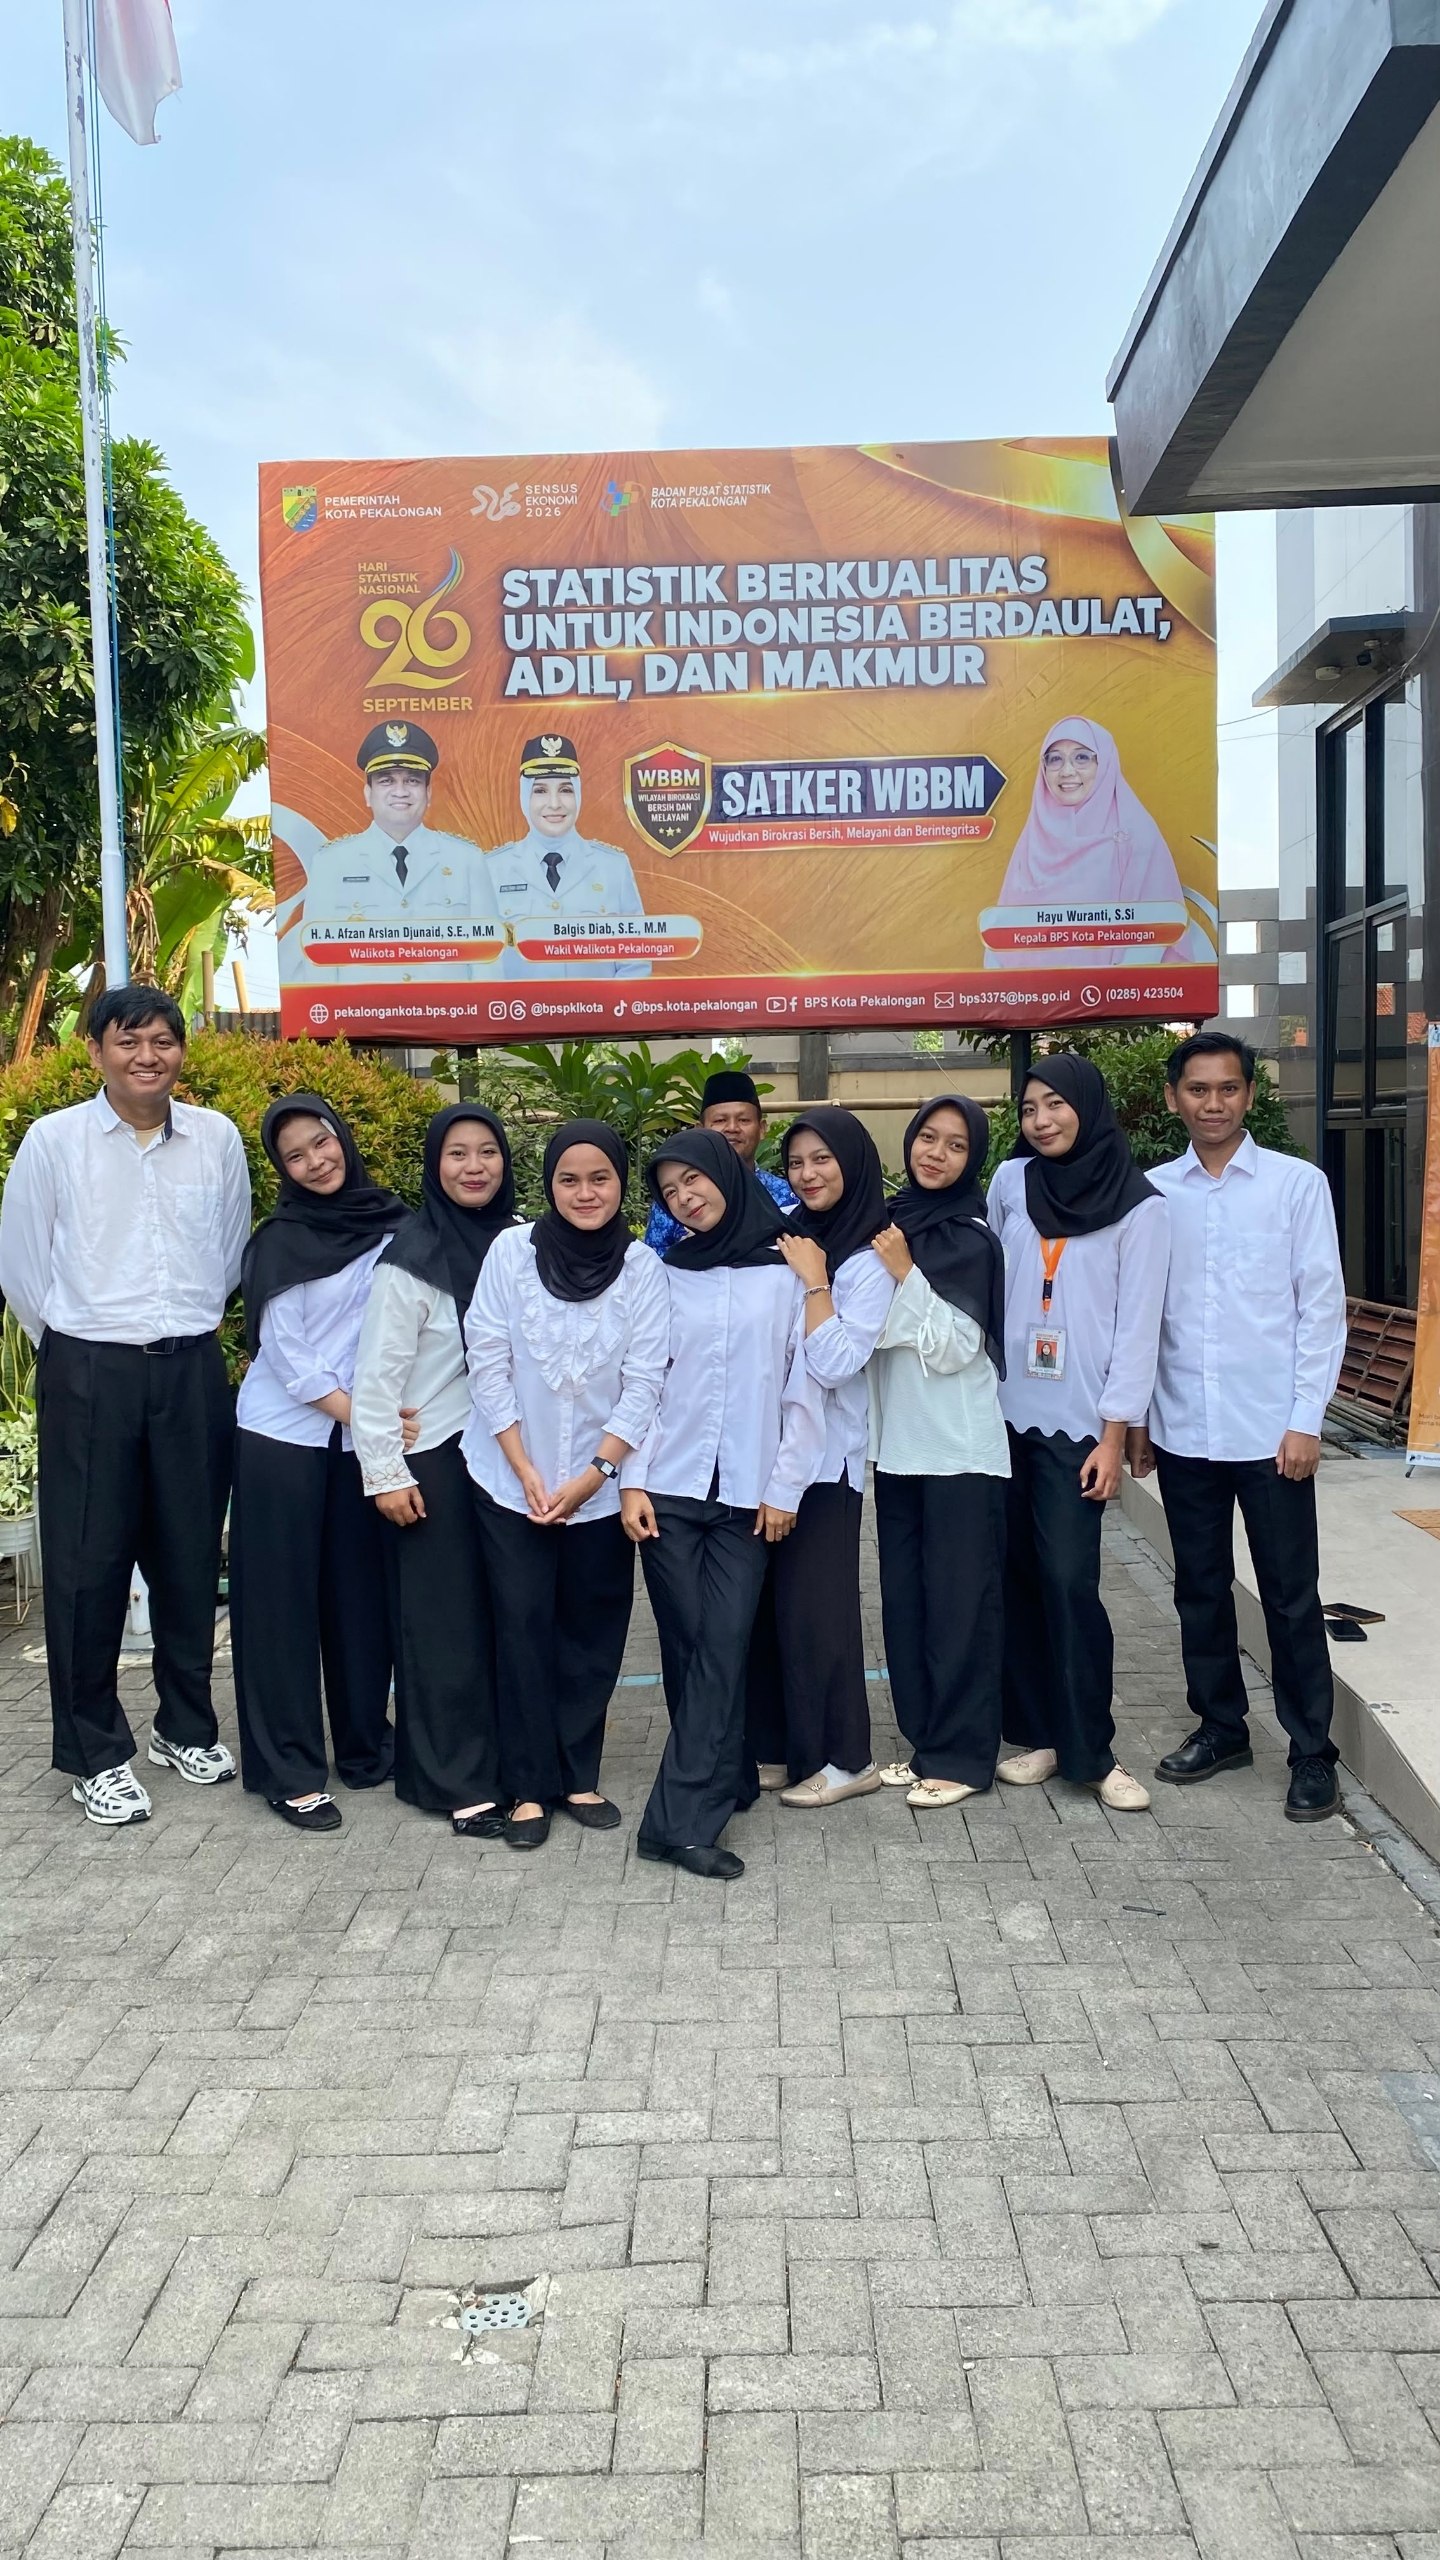 PEMERINTAH
KOTA PEKALONGAN
SENSUS
EKONOMI
2026
BADAN PUSAT STATISTIK
KOTA PEKALONGAN
HARI
STATISTIK
NASIONAL
26
SEPTEMBER
STATISTIK BERKUALITAS
UNTUK INDONESIA BERDAULAT,
ADIL, DAN MAKMUR
WBBM
WILAYAH BIROKRASI
BERSIH DAN
MELAYANI
SATKER WBBM
Wujudkan Birokrasi Bersih, Melayani dan Berintegritas
H. A. Afzan Arslan Djunaid, S.E., M.M
Walikota Pekalongan
Balgis Diab, S.E., M.M
Wakil Walikota Pekalongan
Hayu Wuranti, S.Si
Kepala BPS Kota Pekalongan
pekalongankota.bps.go.id @bpspklkota @bps.kota.pekalongan BPS Kota Pekalongan bps3375@bps.go.id (0285) 423504